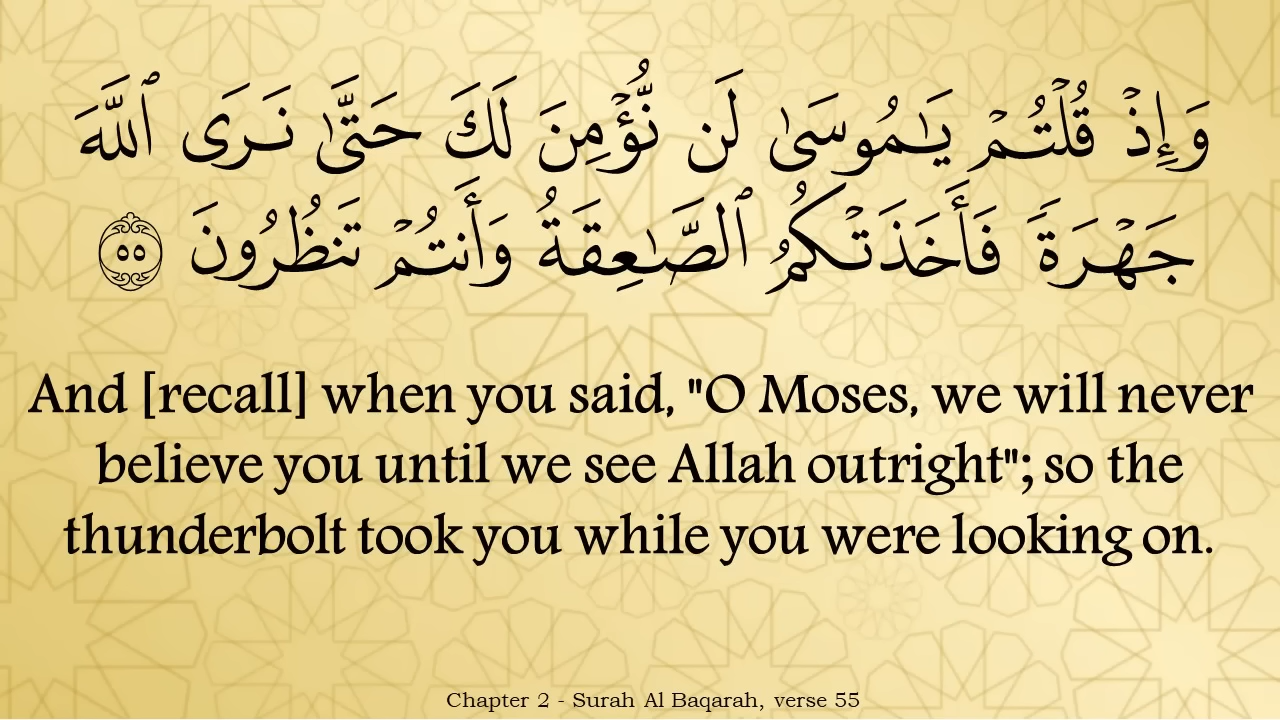 وَإِذْ قُلْتُمْ يَـٰمُوسَىٰ لَن نُّؤْمِنَ لَكَ حَتَّىٰ نَرَى ٱللَّهَ
جَهْرَةً فَأَخَذَتْكُمُ ٱلصَّـٰعِقَةُ وَأَنتُمْ تَنظُرُونَ ٥٥
And [recall] when you said, "O Moses, we will never
believe you until we see Allah outright"; so the
thunderbolt took you while you were looking on.
Chapter 2 - Surah Al Baqarah, verse 55